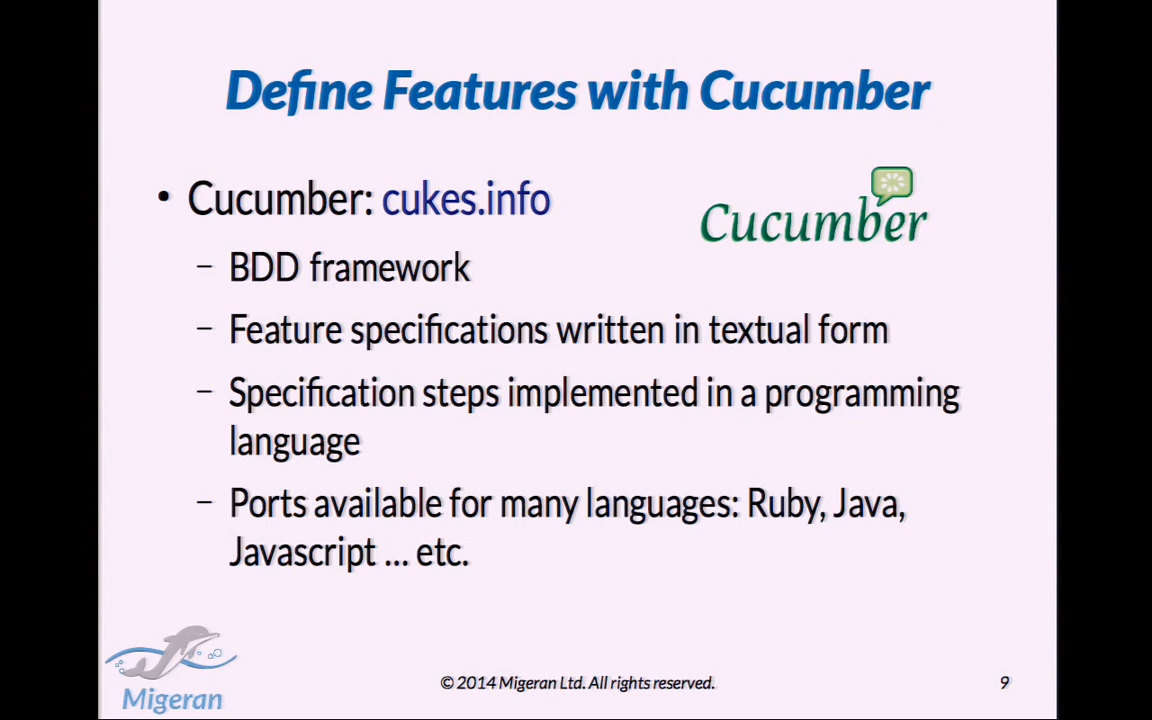 Define Features with Cucumber
• Cucumber: cukes.info
Cucumber
– BDD framework
– Feature specifications written in textual form
– Specification steps implemented in a programming
language
– Ports available for many languages: Ruby, Java,
Javascript ... etc.
Migeran
© 2014 Migeran Ltd. All rights reserved.
9